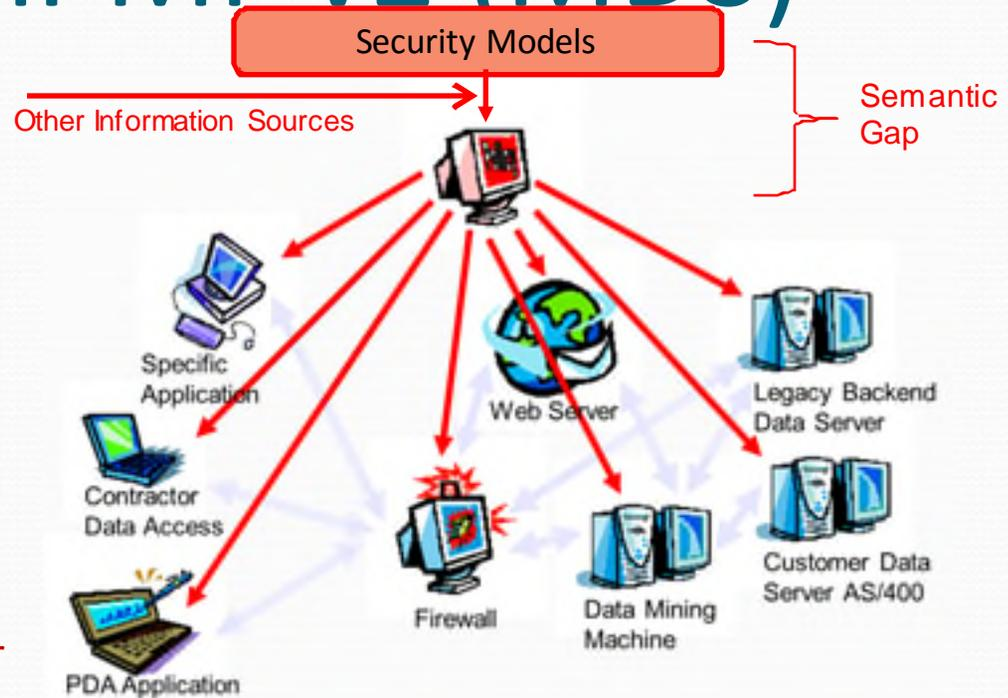 (MDS)
Security Models
Other Information Sources
Semantic
Gap
Specific
Application
Web Server
Legacy Backend
Data Server
Contractor
Data Access
Firewall
Data Mining
Machine
Customer Data
Server AS/400
PDA Application